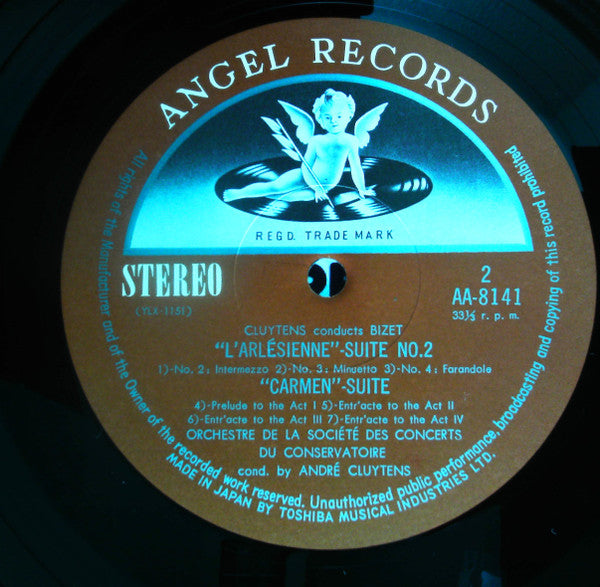 ANGEL RECORDS
REGD. TRADE MARK
STEREO
(YLX-1151)
2
AA-8141
33⅓ r. p. m.
CLUYTENS conducts BIZET
"L'ARLÉSIENNE"-SUITE NO.2
1)-No. 2: Intermezzo 2)-No. 3: Minuetto 3)-No. 4: Farandole
"CARMEN"-SUITE
4)-Prelude to the Act I 5)-Entr'acte to the Act II
6)-Entr'acte to the Act III 7)-Entr'acte to the Act IV
ORCHESTRE DE LA SOCIÉTÉ DES CONCERTS
DU CONSERVATOIRE
cond. by ANDRÉ CLUYTENS
All rights of the Manufacturer and of the Owner of the recorded work reserved. Unauthorized public performance, broadcasting and copying of this record prohibited
MADE IN JAPAN BY TOSHIBA MUSICAL INDUSTRIES LTD.